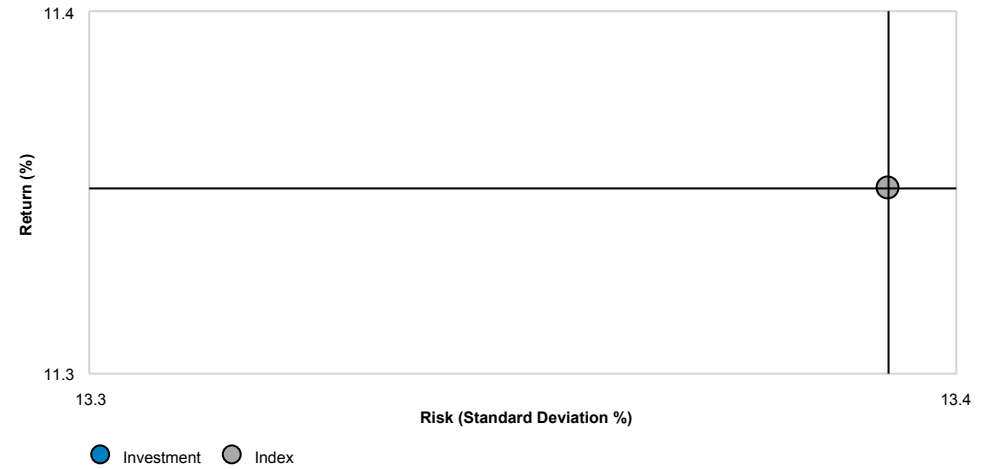 11.4
Return (%)
11.3
13.3
13.4
Risk (Standard Deviation %)
Investment
Index